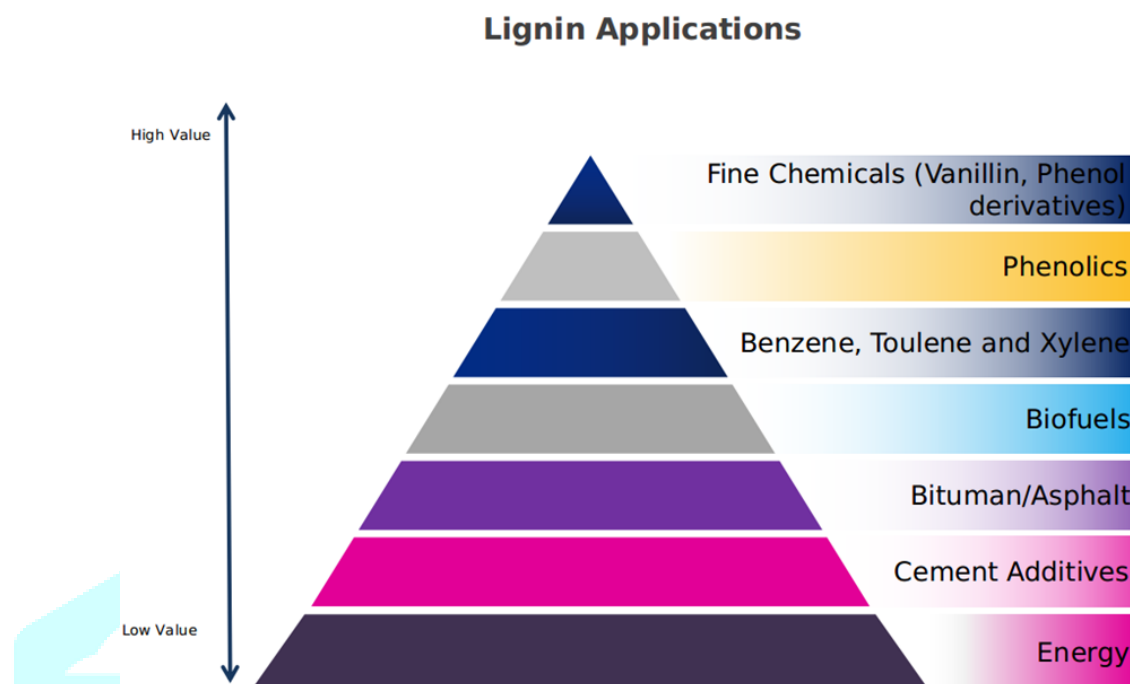 Lignin Applications
High Value
Fine Chemicals (Vanillin, Phenol
derivatives)
Phenolics
Benzene, Toulene and Xylene
Biofuels
Bituman/Asphalt
Cement Additives
Low Value
Energy